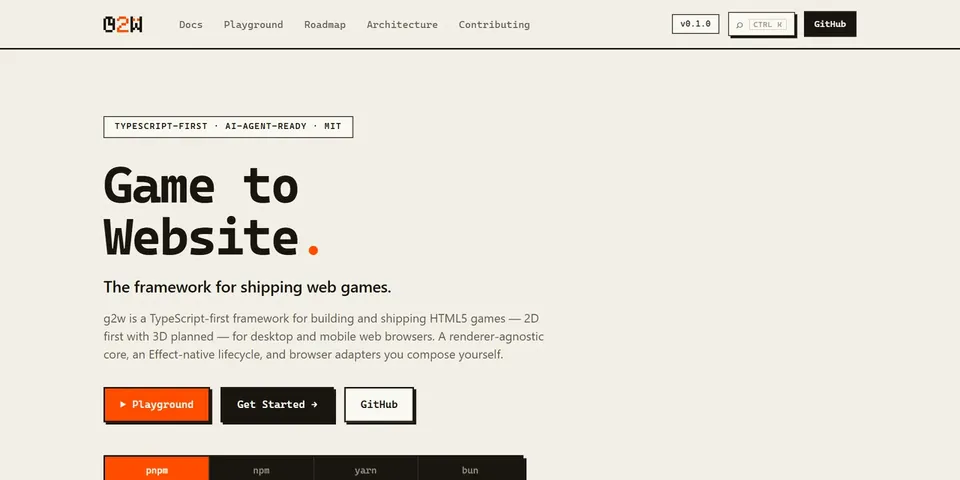 g2W
Docs Playground Roadmap Architecture Contributing
v0.1.0 CTRL K GitHub
TYPESCRIPT-FIRST · AI-AGENT-READY · MIT
Game to
Website.
The framework for shipping web games.
g2w is a TypeScript-first framework for building and shipping HTML5 games — 2D
first with 3D planned — for desktop and mobile web browsers. A renderer-agnostic
core, an Effect-native lifecycle, and browser adapters you compose yourself.
▶ Playground Get Started → GitHub
pnpm npm yarn bun